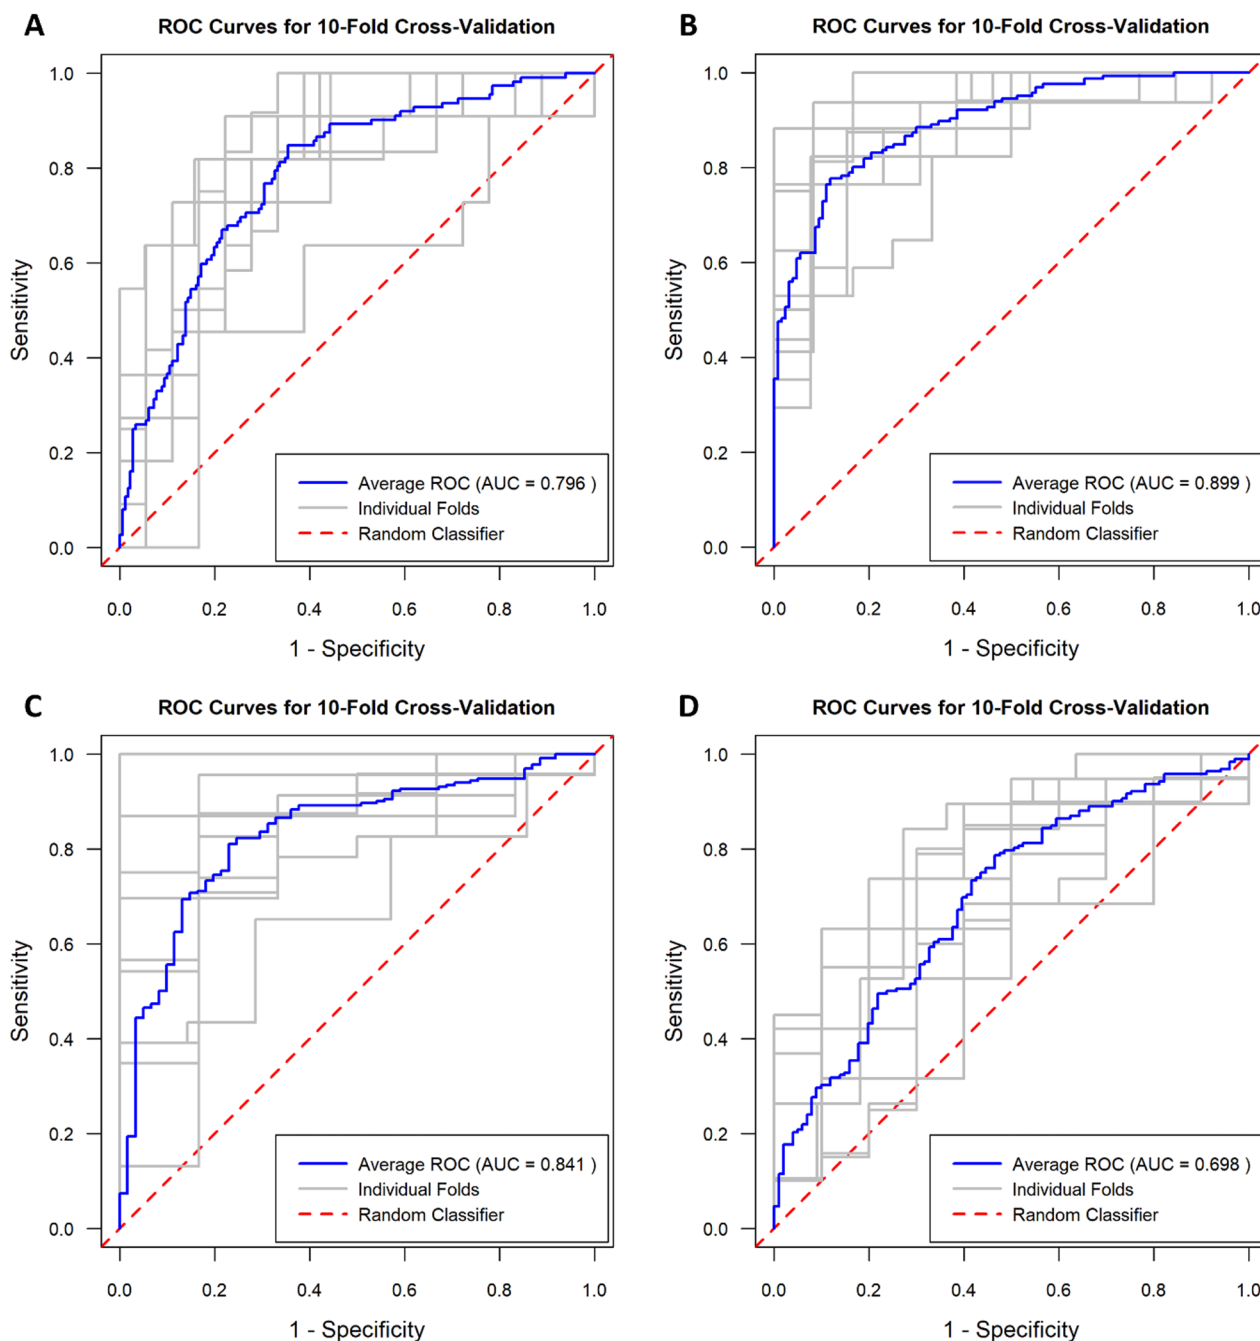 A
ROC Curves for 10-Fold Cross-Validation
Sensitivity
1.0
0.8
0.6
0.4
0.2
0.0
Average ROC (AUC = 0.796 )
Individual Folds
Random Classifier
0.0 0.2 0.4 0.6 0.8 1.0
1 - Specificity
B
ROC Curves for 10-Fold Cross-Validation
Sensitivity
1.0
0.8
0.6
0.4
0.2
0.0
Average ROC (AUC = 0.899 )
Individual Folds
Random Classifier
0.0 0.2 0.4 0.6 0.8 1.0
1 - Specificity
C
ROC Curves for 10-Fold Cross-Validation
Sensitivity
1.0
0.8
0.6
0.4
0.2
0.0
Average ROC (AUC = 0.841 )
Individual Folds
Random Classifier
0.0 0.2 0.4 0.6 0.8 1.0
1 - Specificity
D
ROC Curves for 10-Fold Cross-Validation
Sensitivity
1.0
0.8
0.6
0.4
0.2
0.0
Average ROC (AUC = 0.698 )
Individual Folds
Random Classifier
0.0 0.2 0.4 0.6 0.8 1.0
1 - Specificity